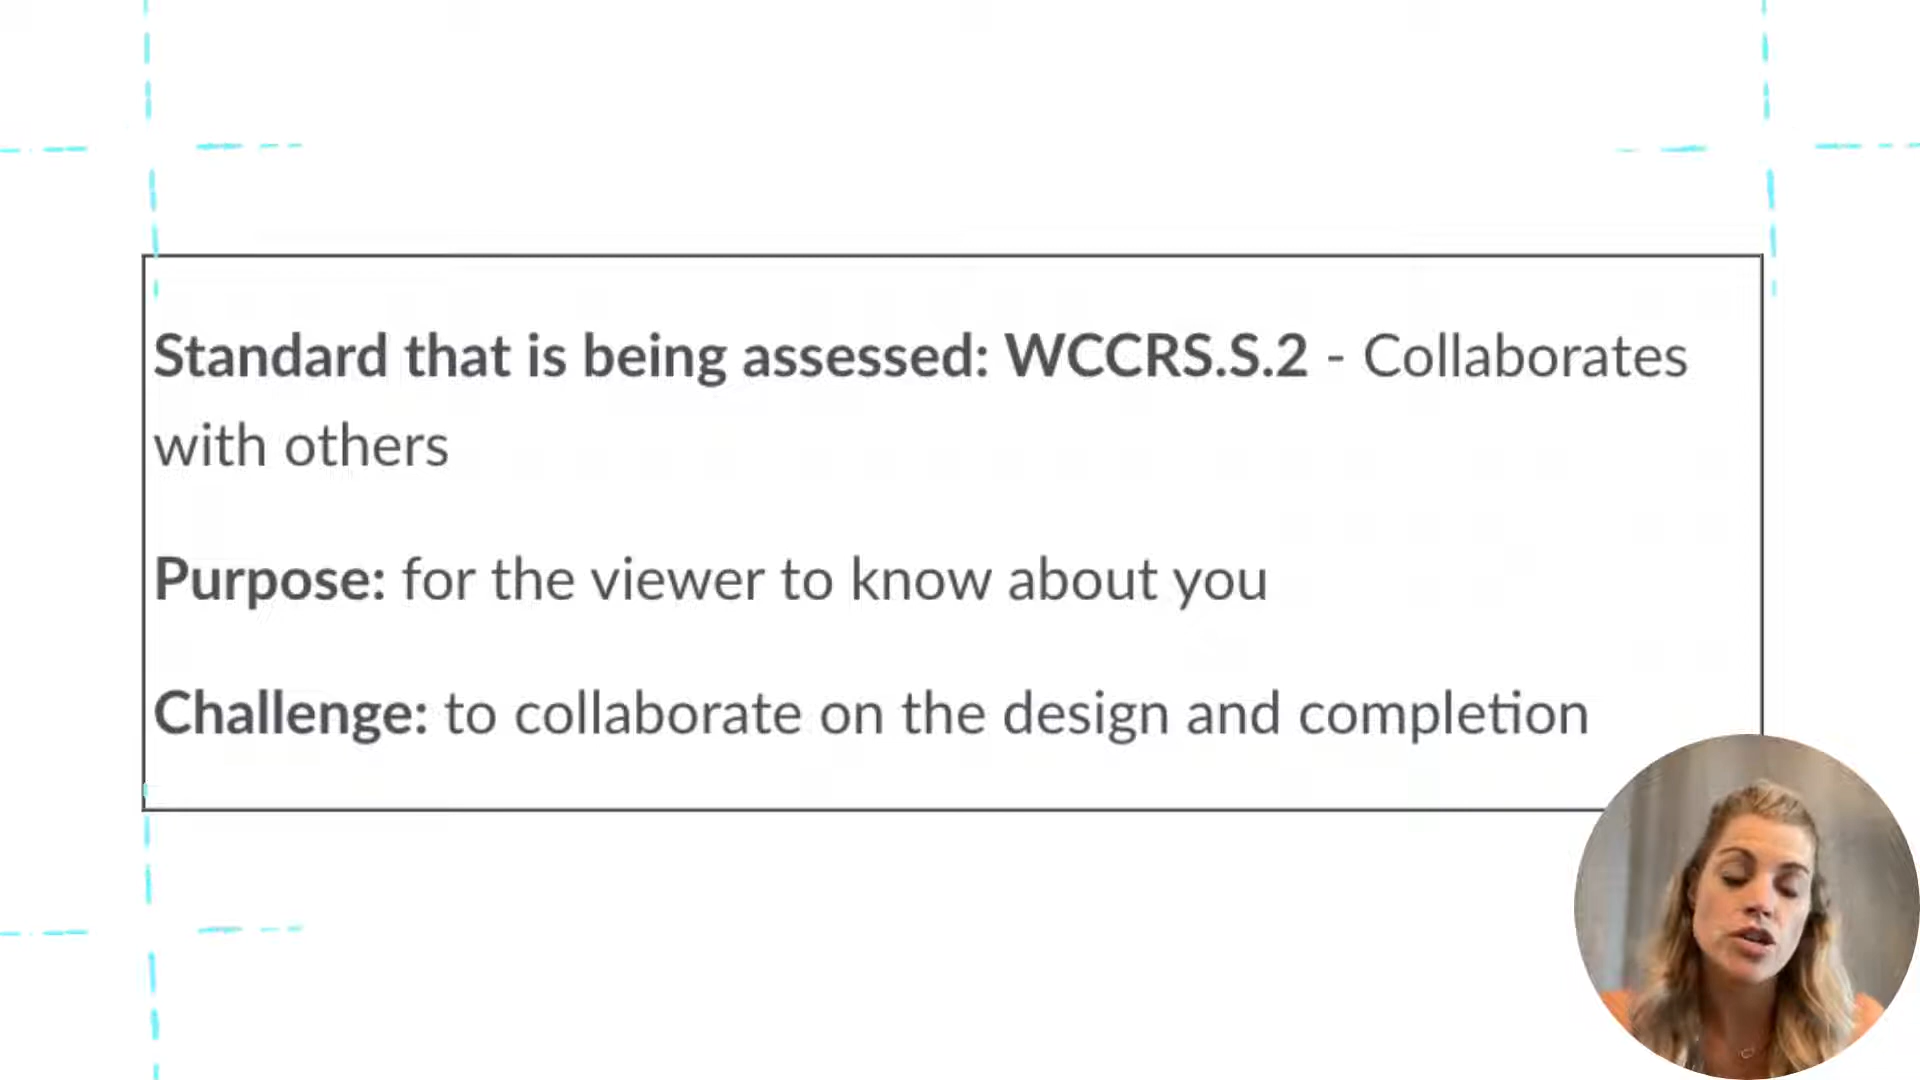 Standard that is being assessed: WCCRS.S.2 - Collaborates
with others
Purpose: for the viewer to know about you
Challenge: to collaborate on the design and completion